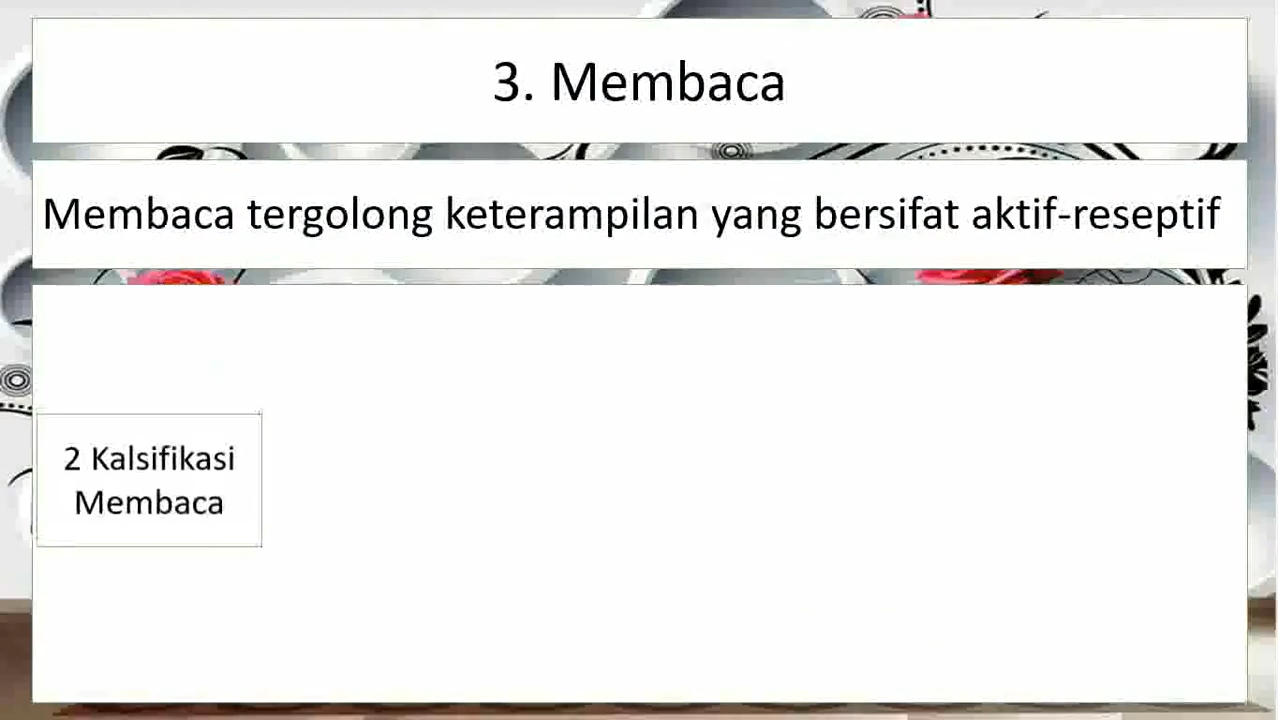 3. Membaca
Membaca tergolong keterampilan yang bersifat aktif-reseptif
2 Kalsifikasi
Membaca